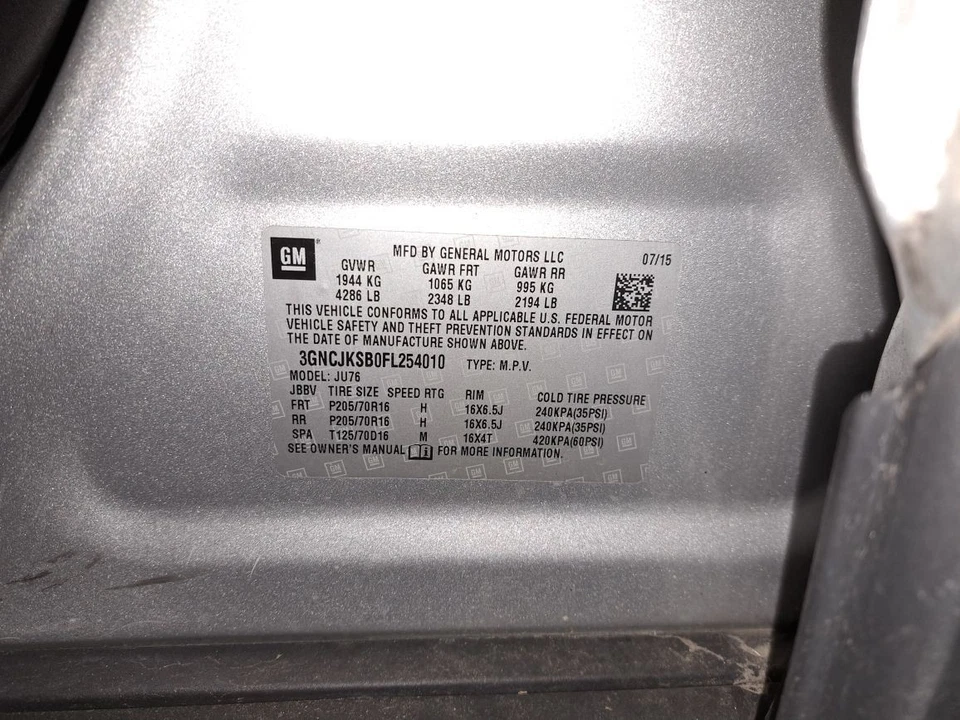 GM
MFD BY GENERAL MOTORS LLC 07/15
GVWR GAWR FRT GAWR RR
1944 KG 1065 KG 995 KG
4286 LB 2348 LB 2194 LB
THIS VEHICLE CONFORMS TO ALL APPLICABLE U.S. FEDERAL MOTOR
VEHICLE SAFETY AND THEFT PREVENTION STANDARDS IN EFFECT ON
THE DATE OF MANUFACTURE SHOWN ABOVE.
3GNCJKSB0FL254010 TYPE: M.P.V.
MODEL: JU76
JBBV TIRE SIZE SPEED RTG RIM COLD TIRE PRESSURE
FRT P205/70R16 H 16X6.5J 240KPA(35PSI)
RR P205/70R16 H 16X6.5J 240KPA(35PSI)
SPA T125/70D16 M 16X4T 420KPA(60PSI)
SEE OWNER'S MANUAL i FOR MORE INFORMATION.